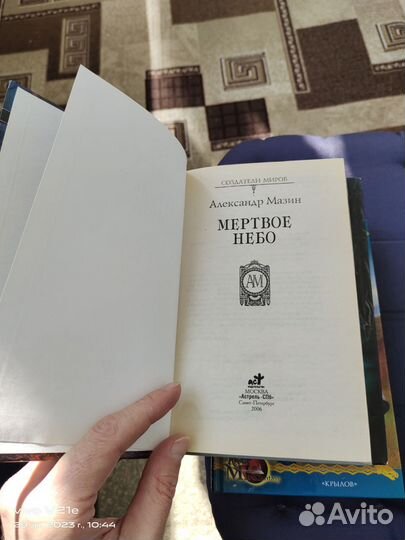 СОЗДАТЕЛИ МИРОВ
Александр Мазин
МЕРТВОЕ
НЕБО
АМ
аст
МОСКВА
«Астрель-СПб»
Санкт-Петербург
2006
«КРЫЛОВ»
vivo V21e
2023 г., 10:44
Avito